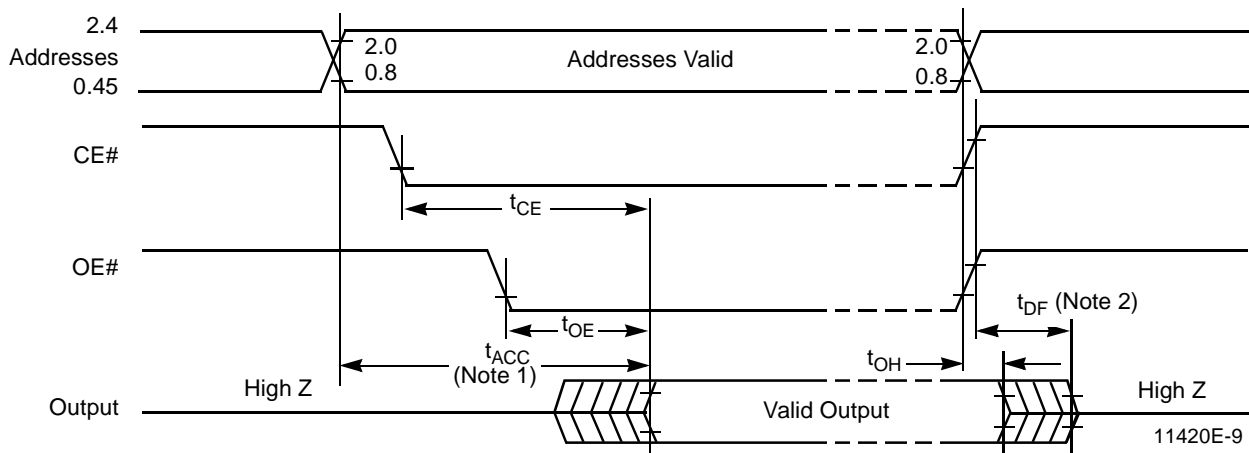 2.4
Addresses
0.45
2.0
0.8
Addresses Valid
2.0
0.8
CE#
tCE
OE#
tOE
tDF (Note 2)
tACC
(Note 1)
tOH
Output
High Z
Valid Output
High Z
11420E-9